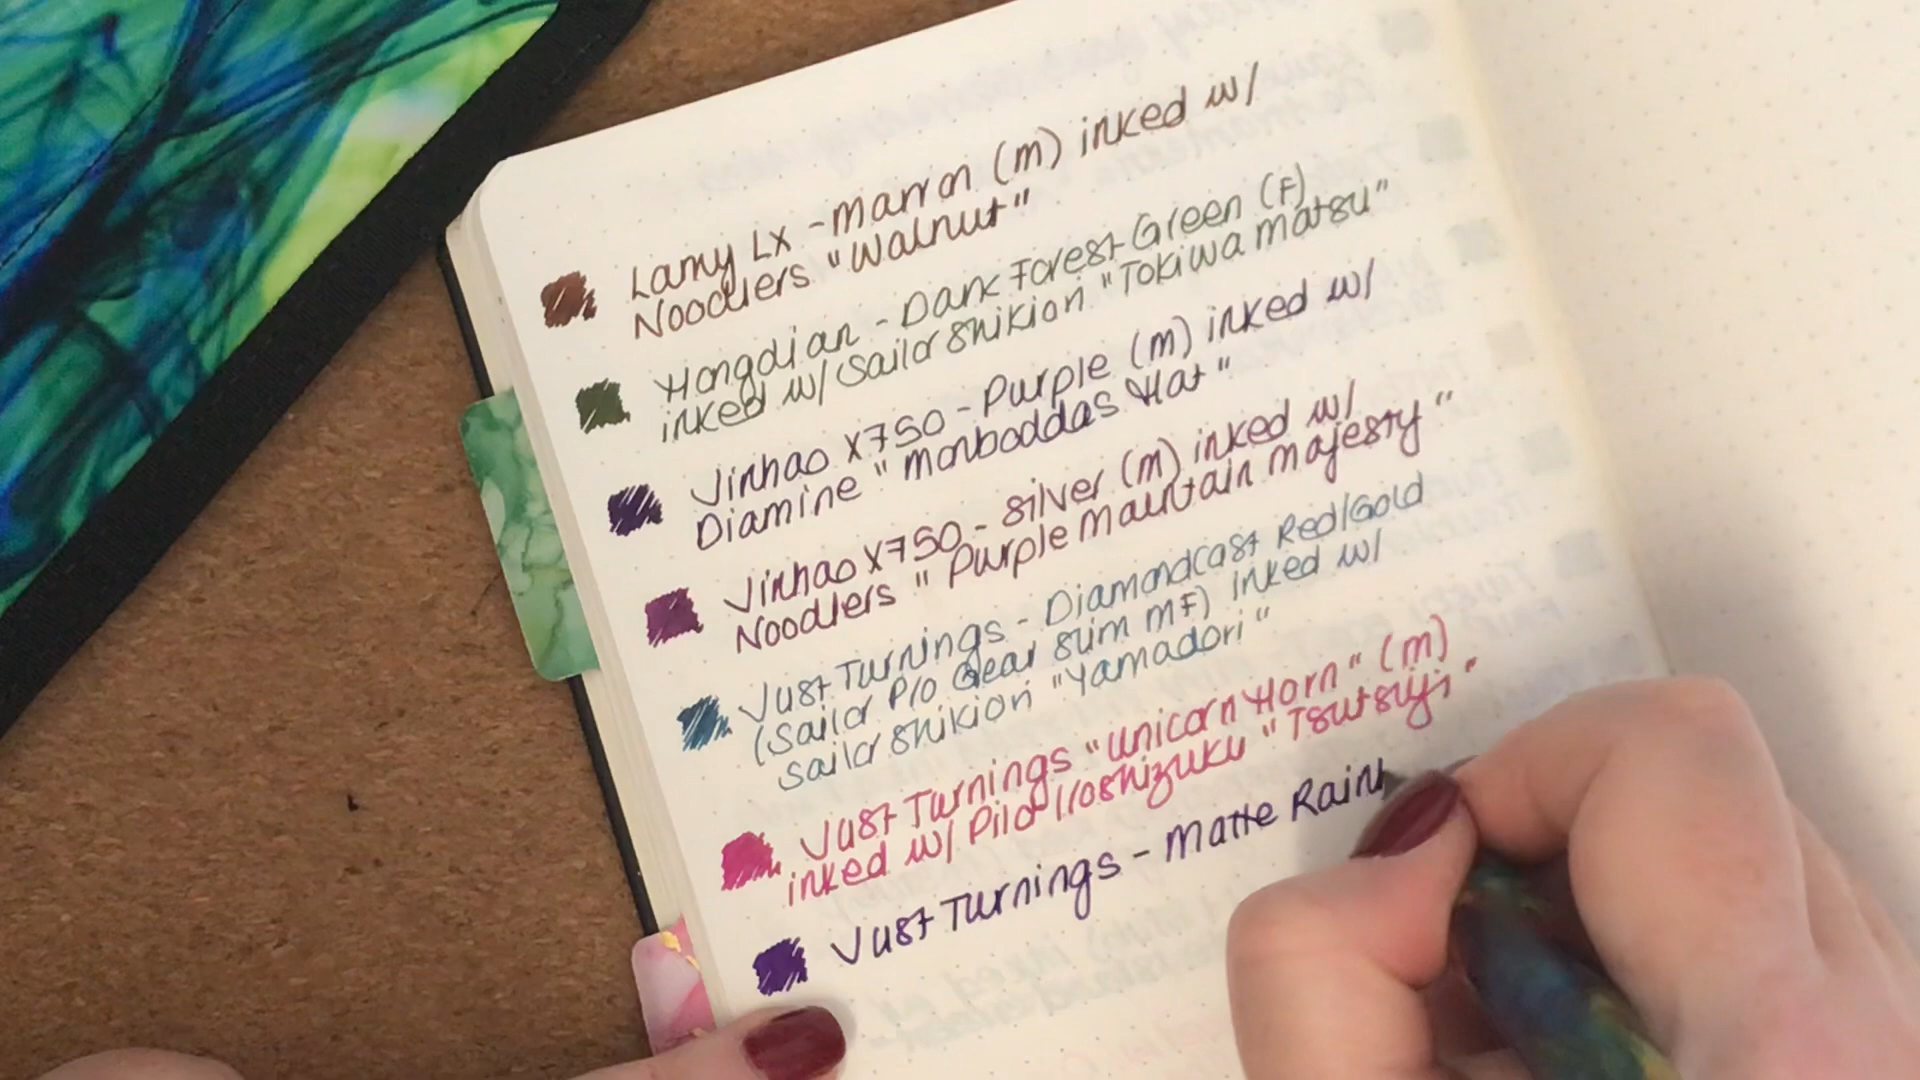 Lamy Lx - marron (m) inked w/
Noodlers "Walnut"
Hongdian - Dark Forest Green (F)
inked w/ Sailor Shikiori "Tokiwa matsu"
Jinhao X750 - Purple (m) inked w/
Diamine "monboddas Hat"
Jinhao X750 - silver (m) inked w/
Noodlers "Purple mountain majesty"
Just Turnings - Diamondcast Red/Gold
(Sailor P/O Gear Slim MF) inked w/
Sailor Shikiori "Yamadori"
Just Turnings "Unicorn Horn" (m)
inked w/ Pilot Iroshizuku "Tsutsuji"
Just Turnings - Matte Rain